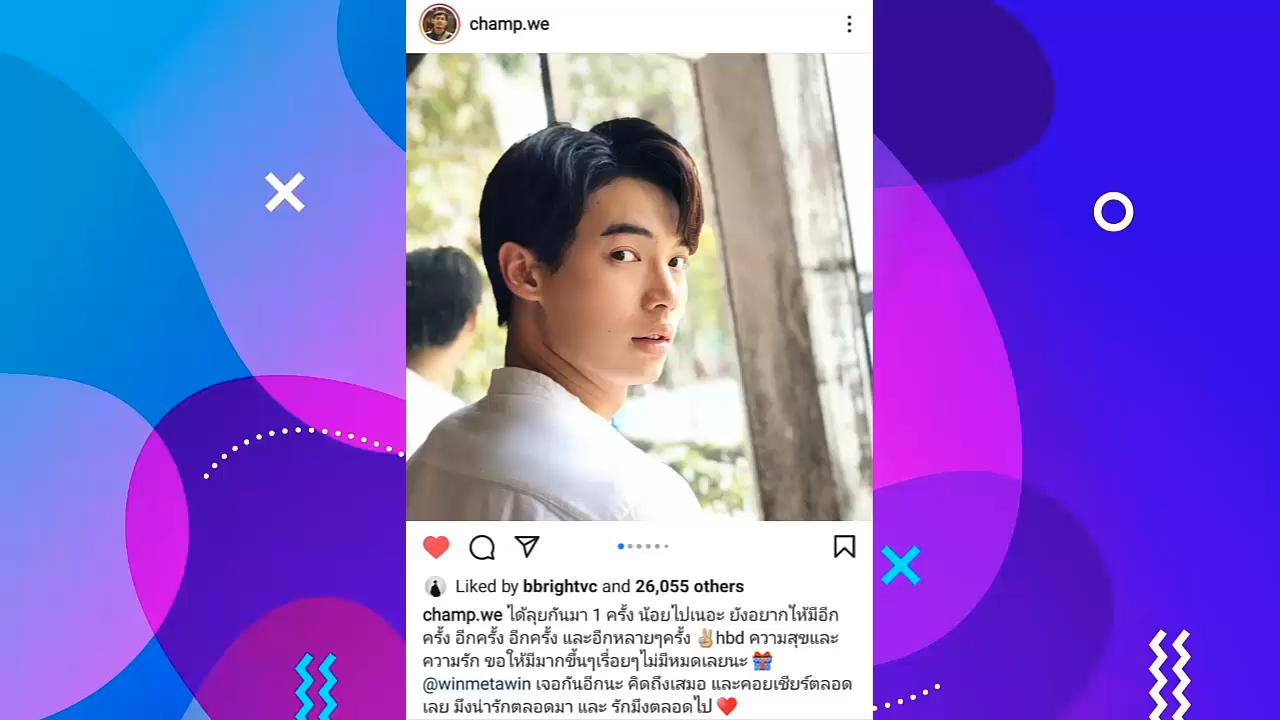 champ.we
Liked by bbrightvc and 26,055 others
champ.we ได้ลุยกันมา 1 ครั้ง น้อยไปเนอะ ยังอยากให้มีอีก
ครั้ง อีกครั้ง อีกครั้ง และอีกหลายๆครั้ง ✌🏼hbd ความสุขและ
ความรัก ขอให้มีมากขึ้นๆเรื่อยๆไม่มีหมดเลยนะ 🎁
@winmetawin เจอกันอีกนะ คิดถึงเสมอ และคอยเชียร์ตลอด
เลย มึงน่ารักตลอดมา และ รักมึงตลอดไป ❤️